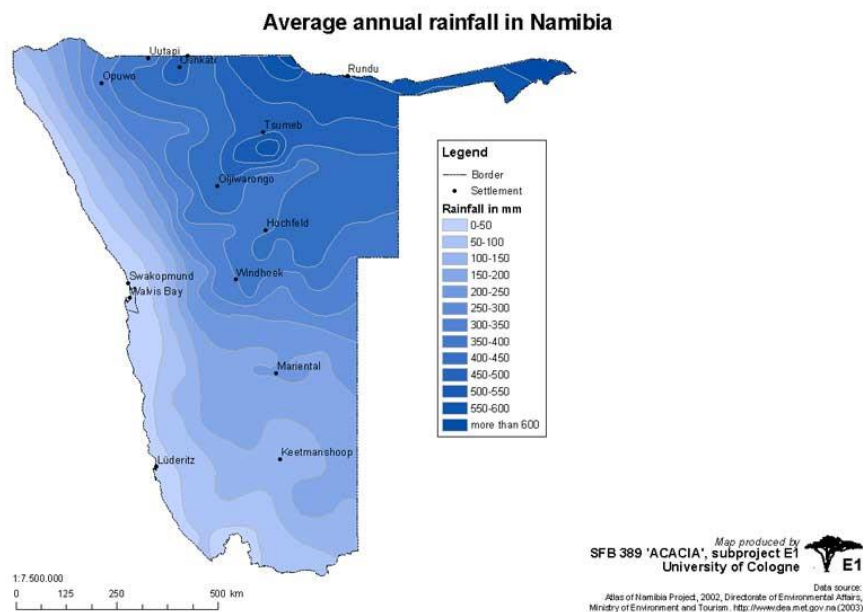 Average annual rainfall in Namibia
Uutapi
Oshkati
Opuwo
Rundu
Tsumeb
Otjiwarongo
Hochfeld
Windhoek
Swakopmund
Walvis Bay
Mariental
Keetmanshoop
Lüderitz
Legend
Border
Settlement
Rainfall in mm
0-50
50-100
100-150
150-200
200-250
250-300
300-350
350-400
400-450
450-500
500-550
550-600
more than 600
1:7.500.000
0 125 250 500 km
Map produced by
SFB 389 'ACACIA', subproject E1
University of Cologne
E1
Data source:
Atlas of Namibia Project, 2002, Directorate of Environmental Affairs,
Ministry of Environment and Tourism. http://www.dea.met.gov.na (2003)